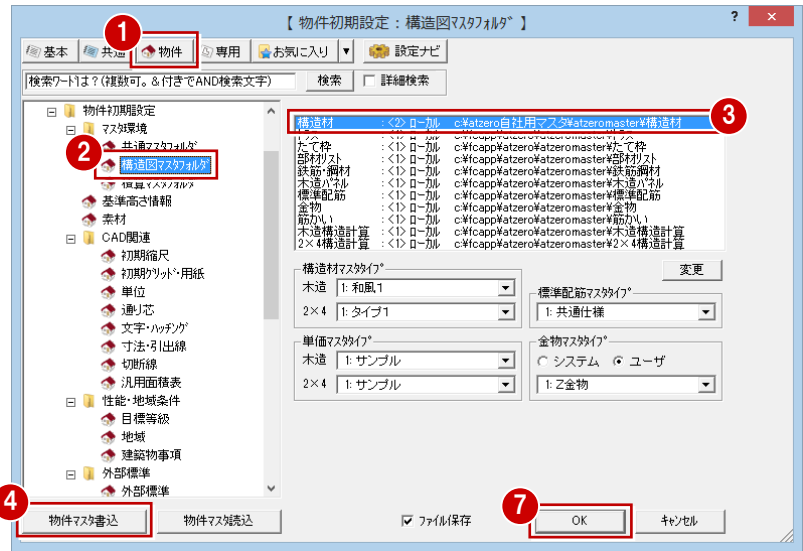 【 物件初期設定：構造図ﾏｽﾀﾌｫﾙﾀﾞ 】
? ×
1
基本 共通 物件 専用 お気に入り ▼ 設定ナビ
検索ﾜｰﾄﾞは？(複数可。＆付きでAND検索文字) 検索 詳細検索
物件初期設定
ﾏｽﾀ環境
共通ﾏｽﾀﾌｫﾙﾀﾞ
2
構造図ﾏｽﾀﾌｫﾙﾀﾞ
積算ﾏｽﾀﾌｫﾙﾀﾞ
基準高さ情報
素材
CAD関連
初期縮尺
初期ｸﾞﾘｯﾄﾞ・用紙
単位
通り芯
文字・ﾊｯﾁﾝｸﾞ
寸法・引出線
切断線
汎用面積表
性能・地域条件
目標等級
地域
建築物事項
外部標準
外部標準
3
構造材 :<2> ﾛｰｶﾙ c:¥atzero自社用マスタ¥atzeromaster¥構造材
トラス :<1> ﾛｰｶﾙ c:¥fcapp¥atzero¥atzeromaster¥トラス
たて枠 :<1> ﾛｰｶﾙ c:¥fcapp¥atzero¥atzeromaster¥たて枠
部材リスト :<1> ﾛｰｶﾙ c:¥fcapp¥atzero¥atzeromaster¥部材リスト
鉄筋・鋼材 :<1> ﾛｰｶﾙ c:¥fcapp¥atzero¥atzeromaster¥鉄筋鋼材
木造ﾊﾟﾈﾙ :<1> ﾛｰｶﾙ c:¥fcapp¥atzero¥atzeromaster¥木造ﾊﾟﾈﾙ
標準配筋 :<1> ﾛｰｶﾙ c:¥fcapp¥atzero¥atzeromaster¥標準配筋
金物 :<1> ﾛｰｶﾙ c:¥fcapp¥atzero¥atzeromaster¥金物
筋かい :<1> ﾛｰｶﾙ c:¥fcapp¥atzero¥atzeromaster¥筋かい
木造構造計算 :<1> ﾛｰｶﾙ c:¥fcapp¥atzero¥atzeromaster¥木造構造計算
2×4構造計算 :<1> ﾛｰｶﾙ c:¥fcapp¥atzero¥atzeromaster¥2×4構造計算
変更
構造材ﾏｽﾀﾀｲﾌﾟ
木造 1: 和風1
2×4 1: タイプ1
標準配筋ﾏｽﾀﾀｲﾌﾟ
1: 共通仕様
単価ﾏｽﾀﾀｲﾌﾟ
木造 1: サンプル
2×4 1: サンプル
金物ﾏｽﾀﾀｲﾌﾟ
システム ユーザ
1: Z金物
4
物件ﾏｽﾀ書込 物件ﾏｽﾀ読込 ﾌｧｲﾙ保存
7
OK ｷｬﾝｾﾙ